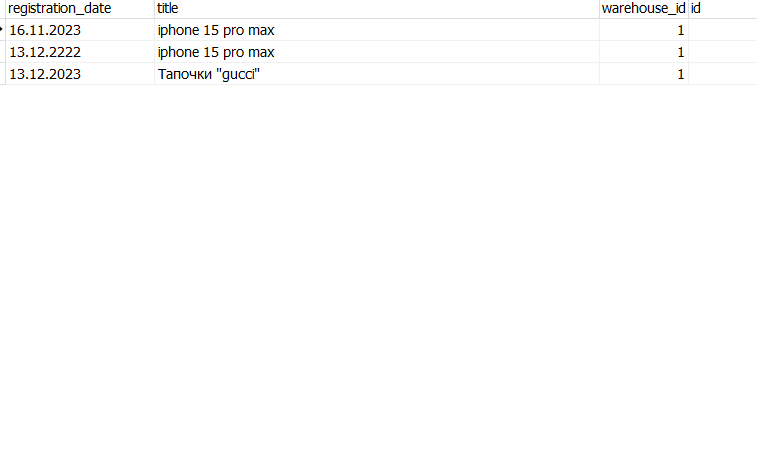 registration_date title warehouse_id id
16.11.2023 iphone 15 pro max 1
13.12.2222 iphone 15 pro max 1
13.12.2023 Тапочки "gucci" 1